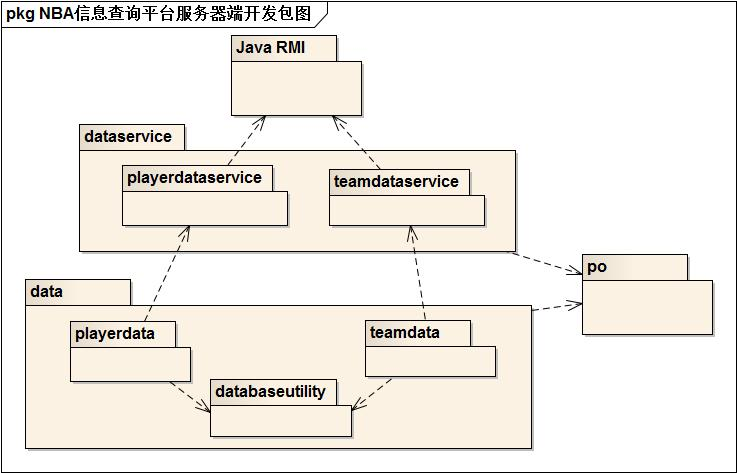 pkg NBA信息查询平台服务器端开发包图
Java RMI
dataservice
playerdataservice
teamdataservice
po
data
playerdata
teamdata
databaseutility